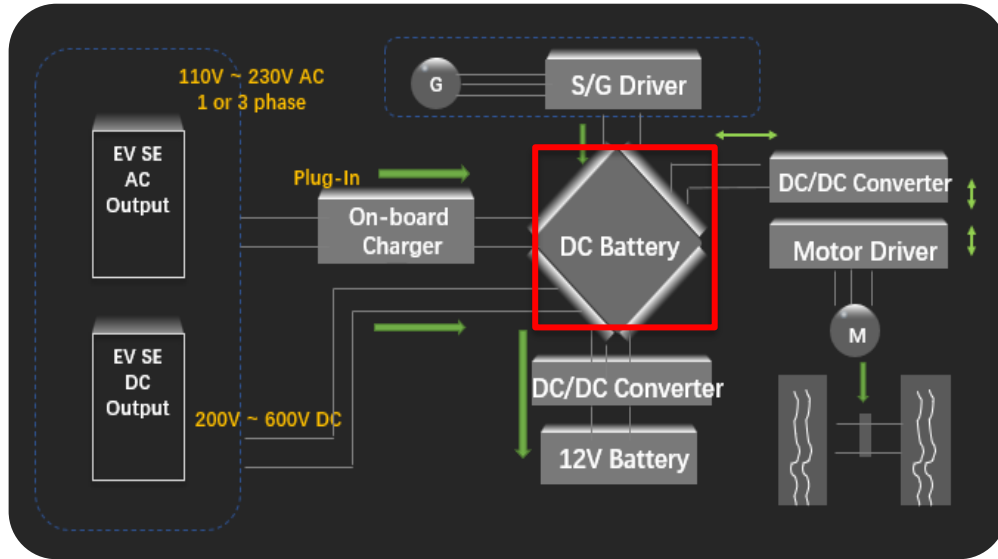 110V ~ 230V AC
1 or 3 phase
EV SE
AC
Output
G
S/G Driver
Plug-In
On-board
Charger
DC Battery
DC/DC Converter
Motor Driver
M
EV SE
DC
Output
200V ~ 600V DC
DC/DC Converter
12V Battery